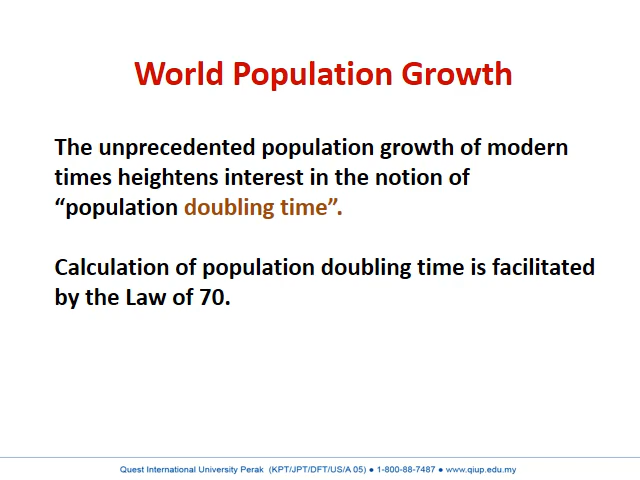 World Population Growth
The unprecedented population growth of modern
times heightens interest in the notion of
“population doubling time”.
Calculation of population doubling time is facilitated
by the Law of 70.
Quest International University Perak (KPT/JPT/DFT/US/A 05) ● 1-800-88-7487 ● www.qiup.edu.my